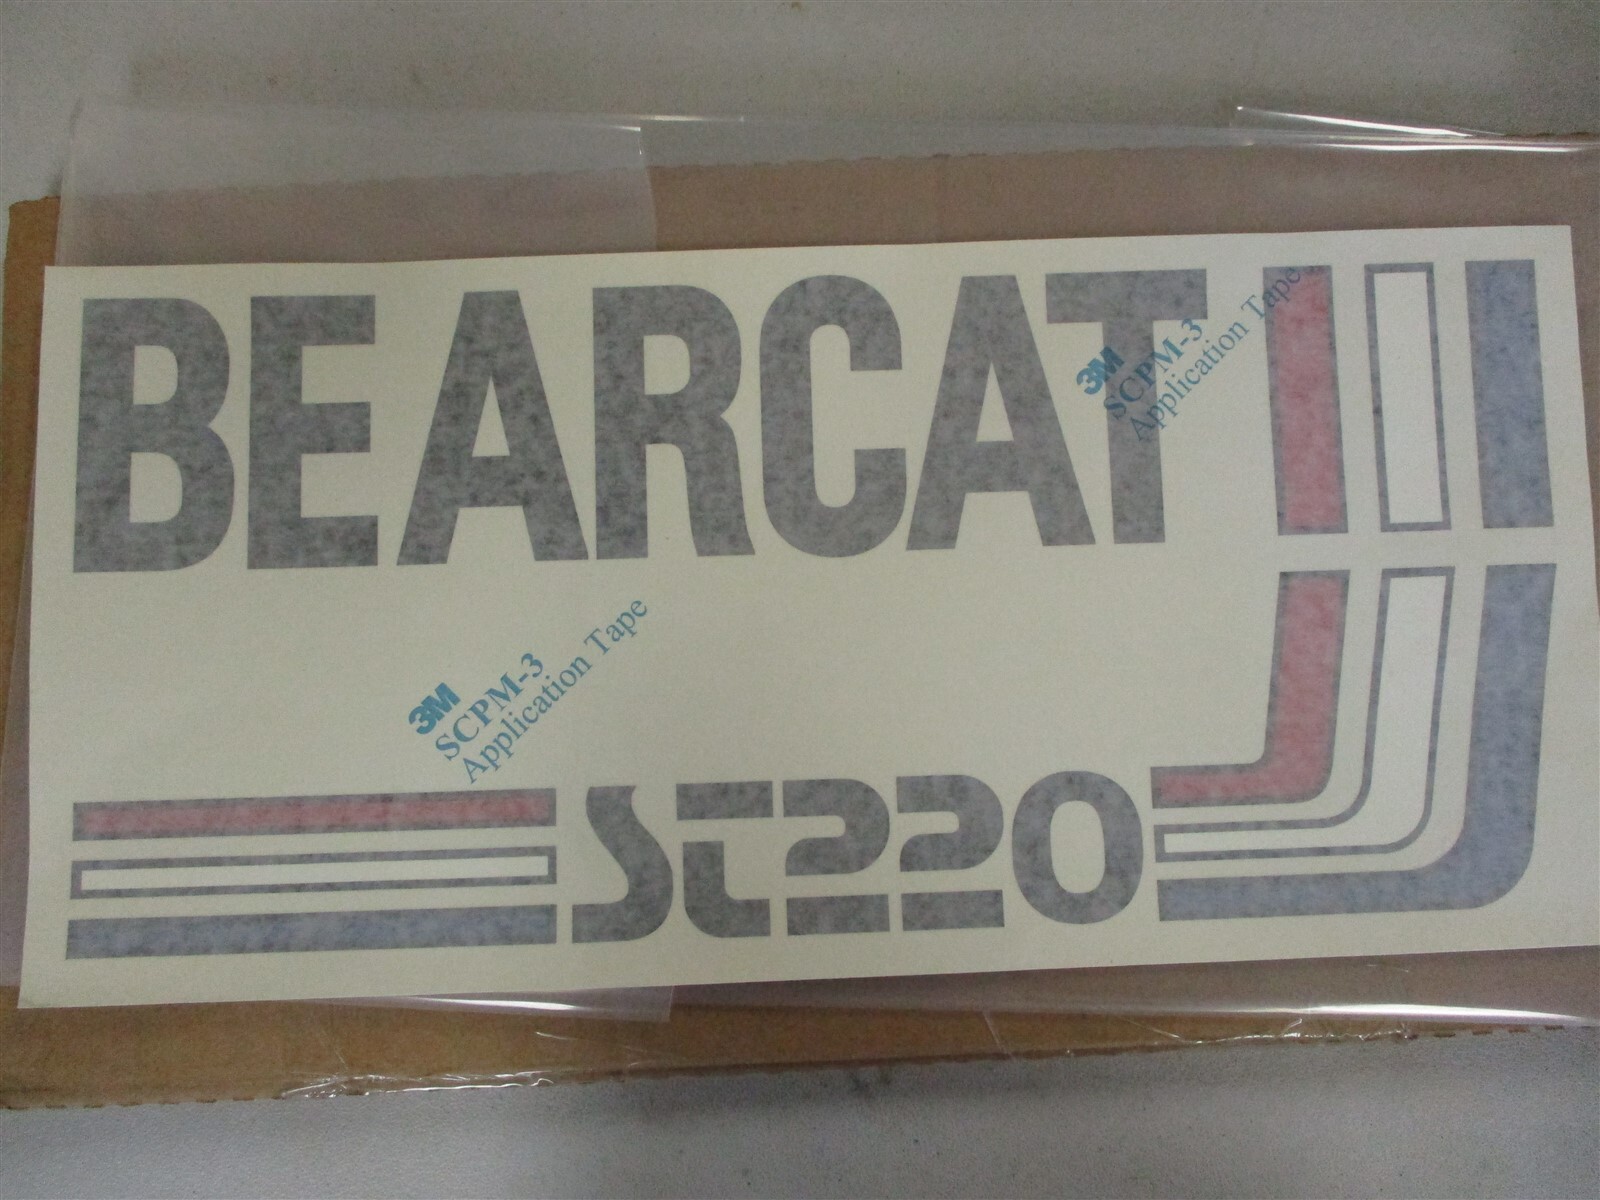 BEARCAT
3M
SCPM-3
Application Tape
3M
SCPM-3
Application Tape
ST220